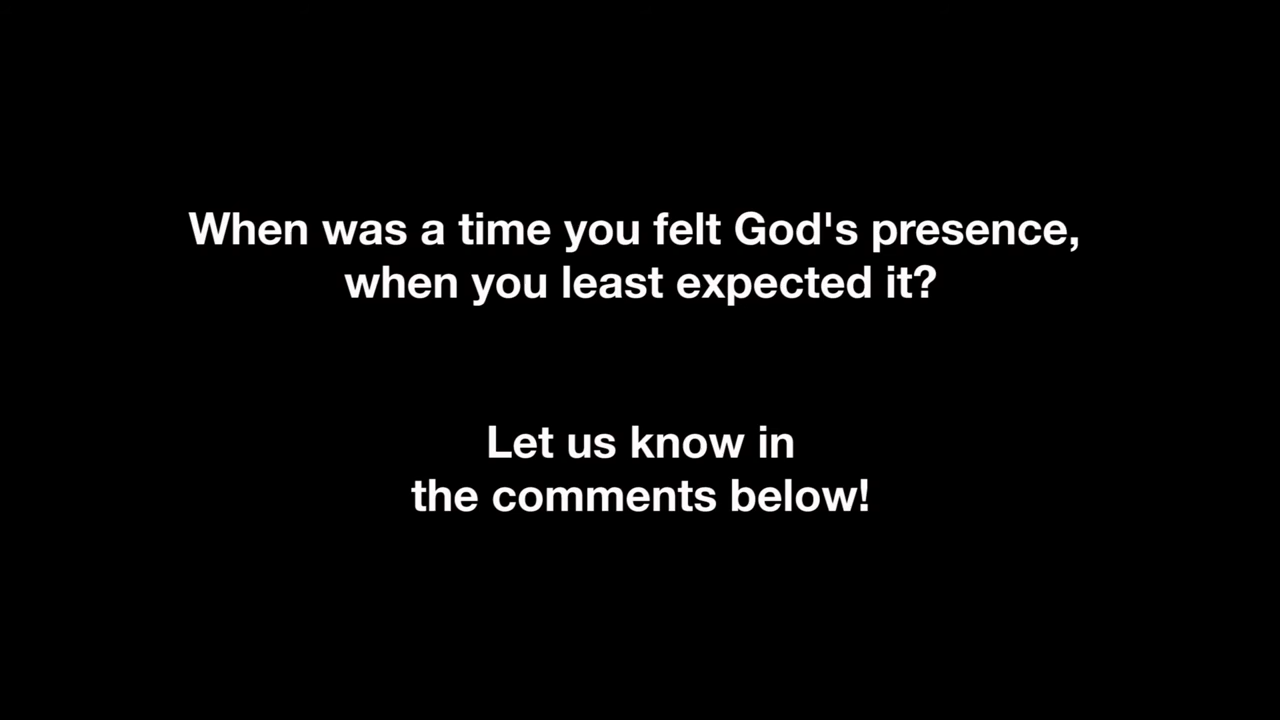 When was a time you felt God's presence,
when you least expected it?
Let us know in
the comments below!